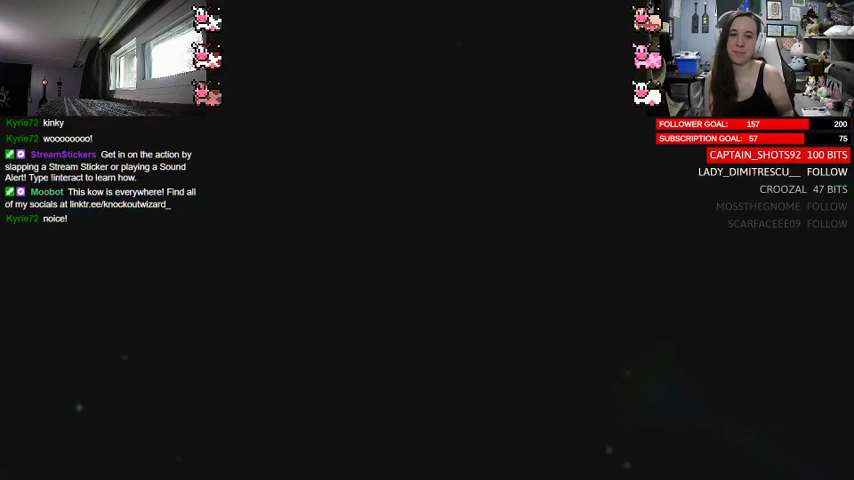 Kyrie72 kinky
Kyrie72 woooooooo!
StreamStickers Get in on the action by
slapping a Stream Sticker or playing a Sound
Alert! Type !interact to learn how.
Moobot This kow is everywhere! Find all
of my socials at linktr.ee/knockoutwizard_
Kyrie72 noice!
FOLLOWER GOAL: 157 200
SUBSCRIPTION GOAL: 57 75
CAPTAIN_SHOTS92 100 BITS
LADY_DIMITRESCU__ FOLLOW
CROOZAL 47 BITS
MOSSTHEGNOME FOLLOW
SCARFACEEE09 FOLLOW